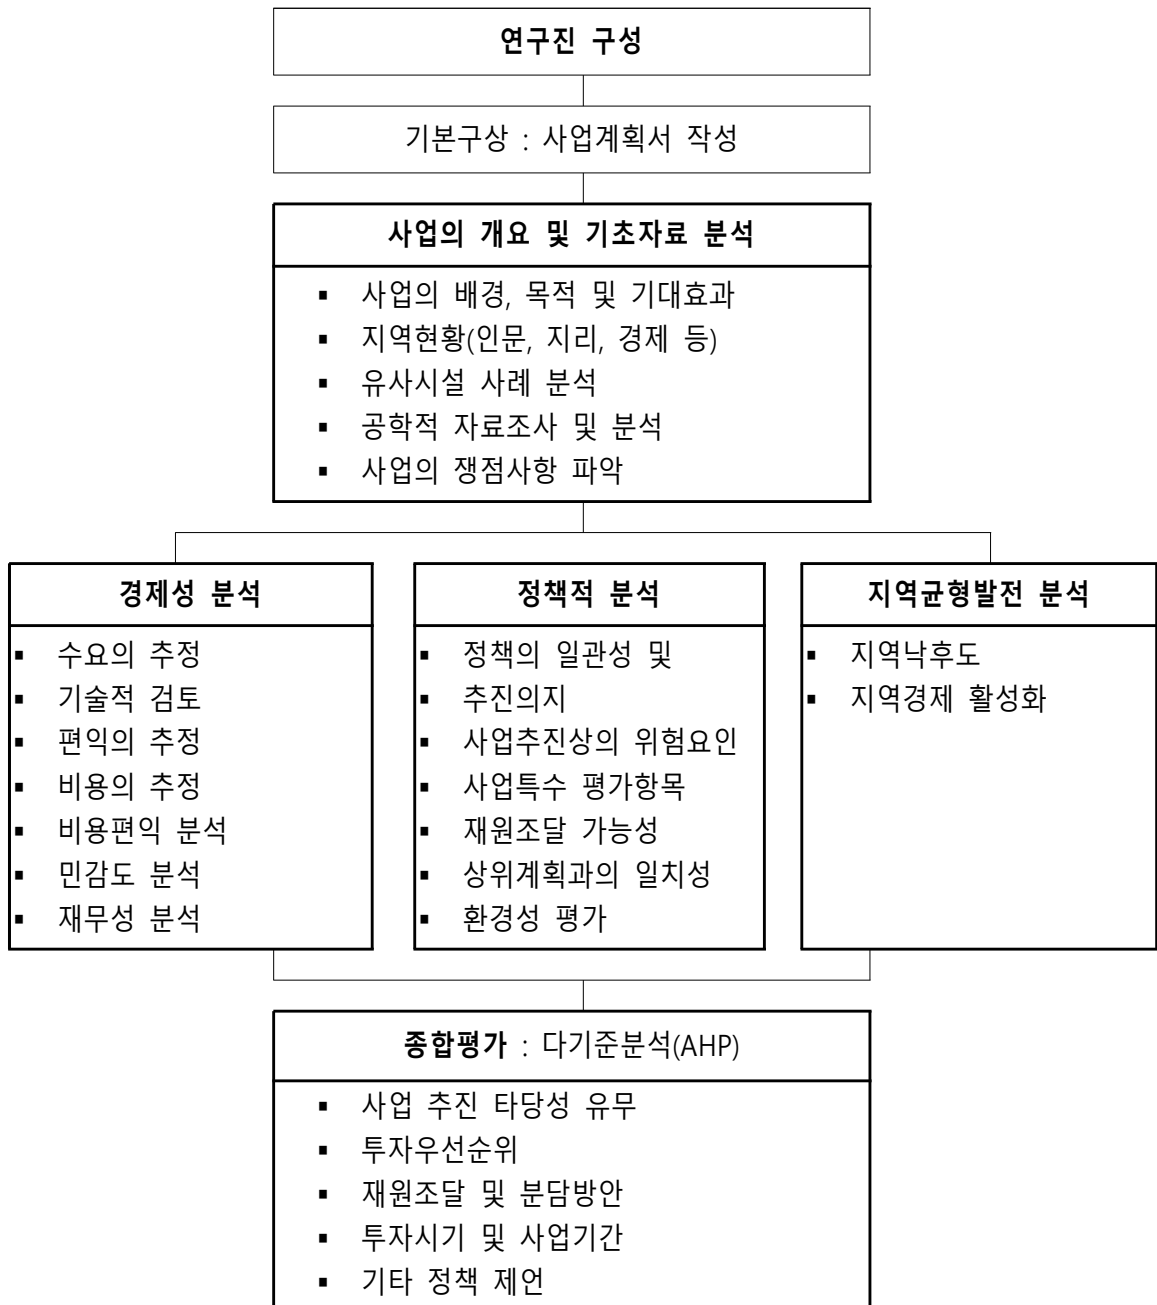 연구진 구성
기본구상 : 사업계획서 작성
사업의 개요 및 기초자료 분석
▪ 사업의 배경, 목적 및 기대효과
▪ 지역현황(인문, 지리, 경제 등)
▪ 유사시설 사례 분석
▪ 공학적 자료조사 및 분석
▪ 사업의 쟁점사항 파악
경제성 분석
▪ 수요의 추정
▪ 기술적 검토
▪ 편익의 추정
▪ 비용의 추정
▪ 비용편익 분석
▪ 민감도 분석
▪ 재무성 분석
정책적 분석
▪ 정책의 일관성 및
▪ 추진의지
▪ 사업추진상의 위험요인
▪ 사업특수 평가항목
▪ 재원조달 가능성
▪ 상위계획과의 일치성
▪ 환경성 평가
지역균형발전 분석
▪ 지역낙후도
▪ 지역경제 활성화
종합평가 : 다기준분석(AHP)
▪ 사업 추진 타당성 유무
▪ 투자우선순위
▪ 재원조달 및 분담방안
▪ 투자시기 및 사업기간
▪ 기타 정책 제언